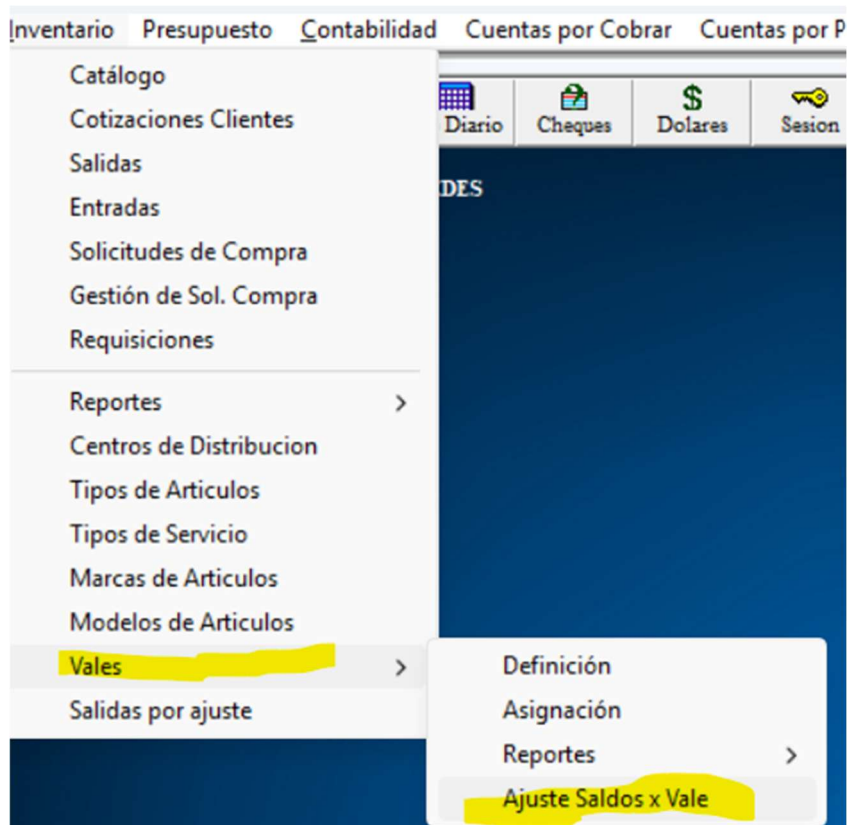 Inventario Presupuesto Contabilidad Cuentas por Cobrar Cuentas por P
Catálogo
Cotizaciones Clientes
Salidas
Entradas
Solicitudes de Compra
Gestión de Sol. Compra
Requisiciones
Reportes
Centros de Distribucion
Tipos de Articulos
Tipos de Servicio
Marcas de Articulos
Modelos de Articulos
Vales
Salidas por ajuste
Diario Cheques Dolares Sesion
DES
Definición
Asignación
Reportes
Ajuste Saldos x Vale